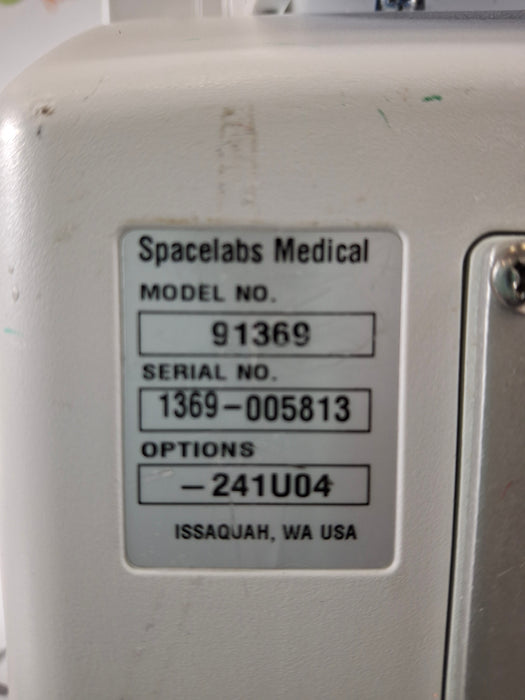 Spacelabs Medical
MODEL NO.
91369
SERIAL NO.
1369-005813
OPTIONS
-241U04
ISSAQUAH, WA USA